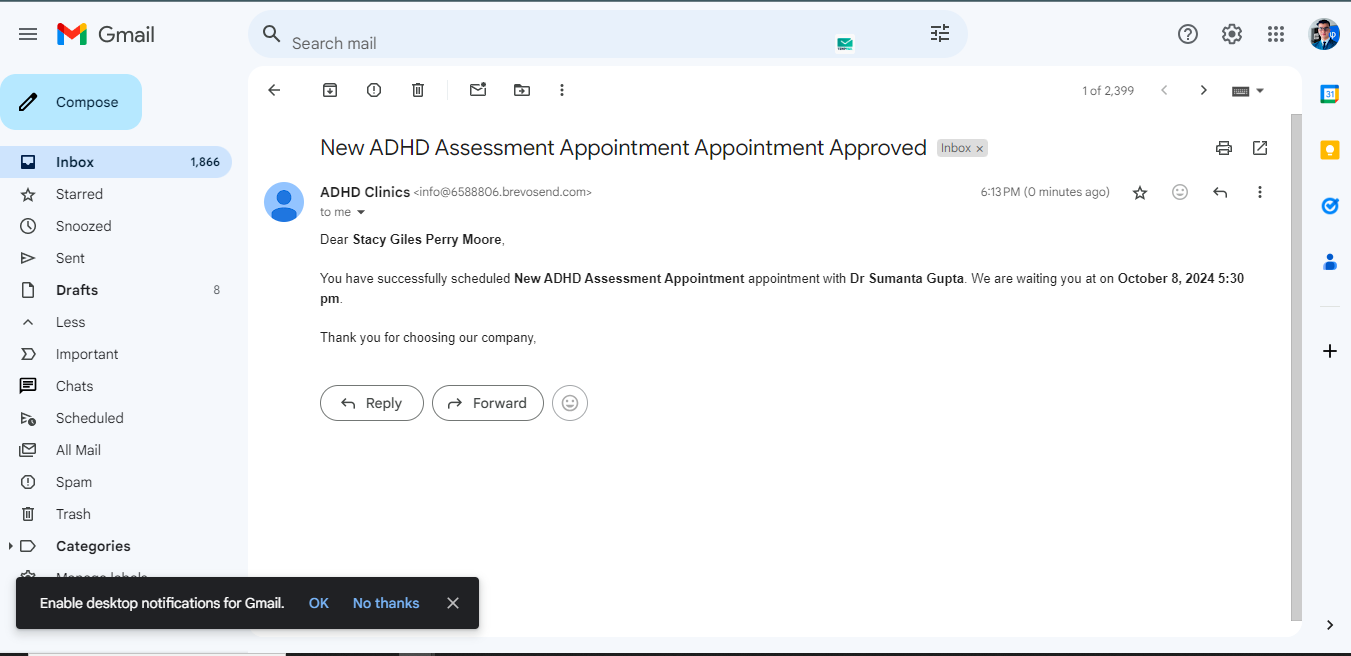 Gmail
Search mail
Compose
1 of 2,399
Inbox 1,866
Starred
Snoozed
Sent
Drafts 8
Less
Important
Chats
Scheduled
All Mail
Spam
Trash
Categories
Manage labels
New ADHD Assessment Appointment Appointment Approved Inbox x
ADHD Clinics <info@6588806.brevosend.com> 6:13 PM (0 minutes ago)
to me
Dear Stacy Giles Perry Moore,
You have successfully scheduled New ADHD Assessment Appointment appointment with Dr Sumanta Gupta. We are waiting you at on October 8, 2024 5:30
pm.
Thank you for choosing our company,
Reply Forward
Enable desktop notifications for Gmail. OK No thanks
31